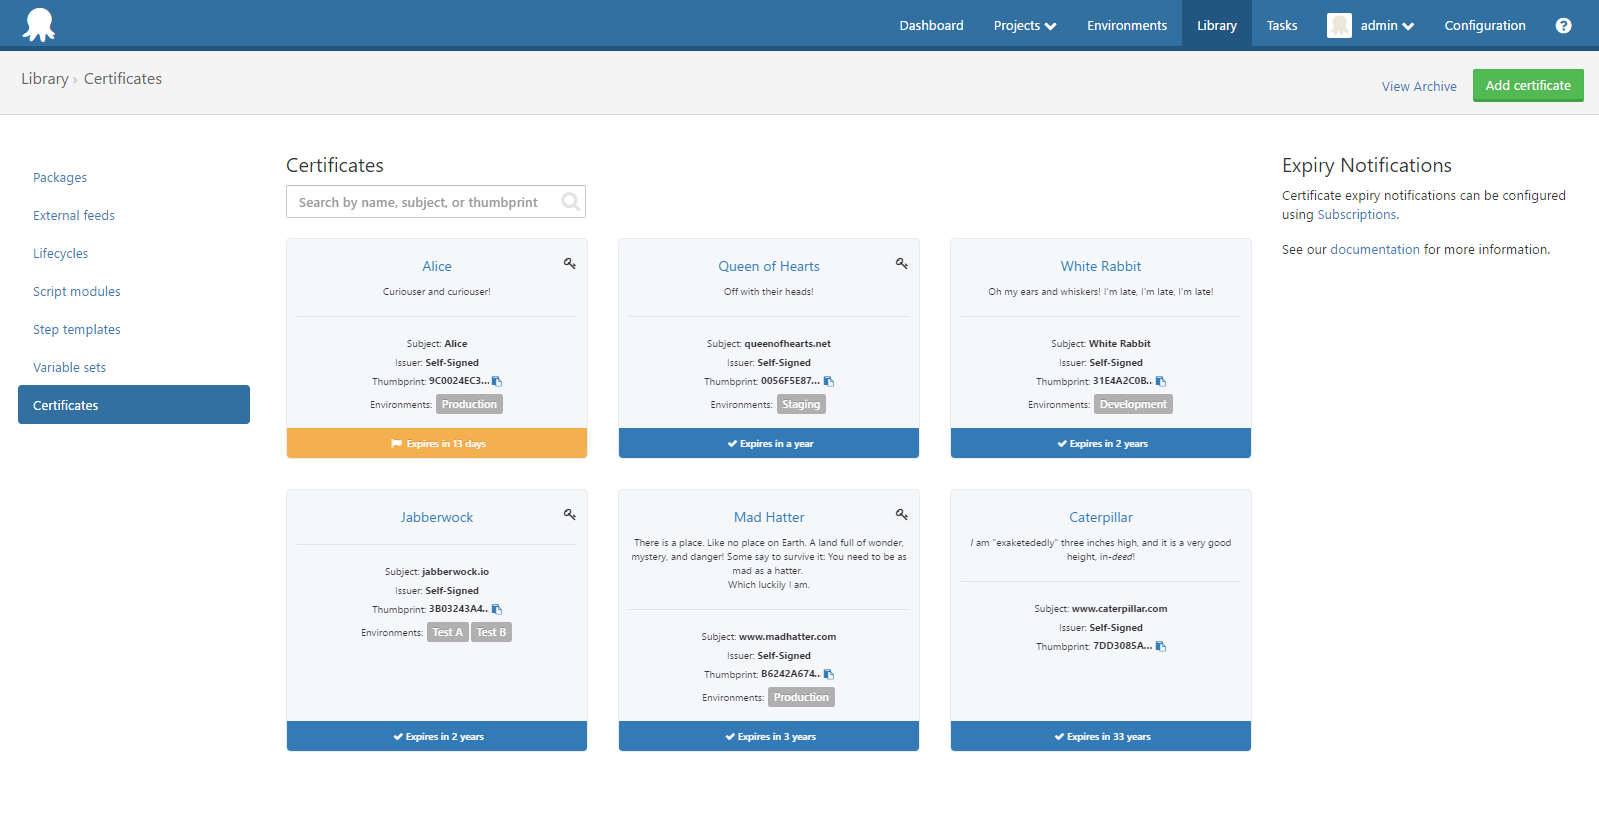 Dashboard Projects Environments Library Tasks admin Configuration ?
Library › Certificates
View Archive Add certificate
Packages
External feeds
Lifecycles
Script modules
Step templates
Variable sets
Certificates
Certificates
Search by name, subject, or thumbprint
Alice
Curiouser and curiouser!
Subject: Alice
Issuer: Self-Signed
Thumbprint: 9C0024EC3...
Environments: Production
Expires in 13 days
Queen of Hearts
Off with their heads!
Subject: queenofhearts.net
Issuer: Self-Signed
Thumbprint: 0056F5E87...
Environments: Staging
Expires in a year
White Rabbit
Oh my ears and whiskers! I'm late, I'm late, I'm late!
Subject: White Rabbit
Issuer: Self-Signed
Thumbprint: 31E4A2C0B...
Environments: Development
Expires in 2 years
Jabberwock
Subject: jabberwock.io
Issuer: Self-Signed
Thumbprint: 3B03243A4...
Environments: Test A Test B
Expires in 2 years
Mad Hatter
There is a place. Like no place on Earth. A land full of wonder,
mystery, and danger! Some say to survive it: You need to be as
mad as a hatter.
Which luckily I am.
Subject: www.madhatter.com
Issuer: Self-Signed
Thumbprint: B6242A674...
Environments: Production
Expires in 3 years
Caterpillar
I am "exaketededly" three inches high, and it is a very good
height, in-deed!
Subject: www.caterpillar.com
Issuer: Self-Signed
Thumbprint: 7DD3085A...
Expires in 33 years
Expiry Notifications
Certificate expiry notifications can be configured
using Subscriptions.
See our documentation for more information.